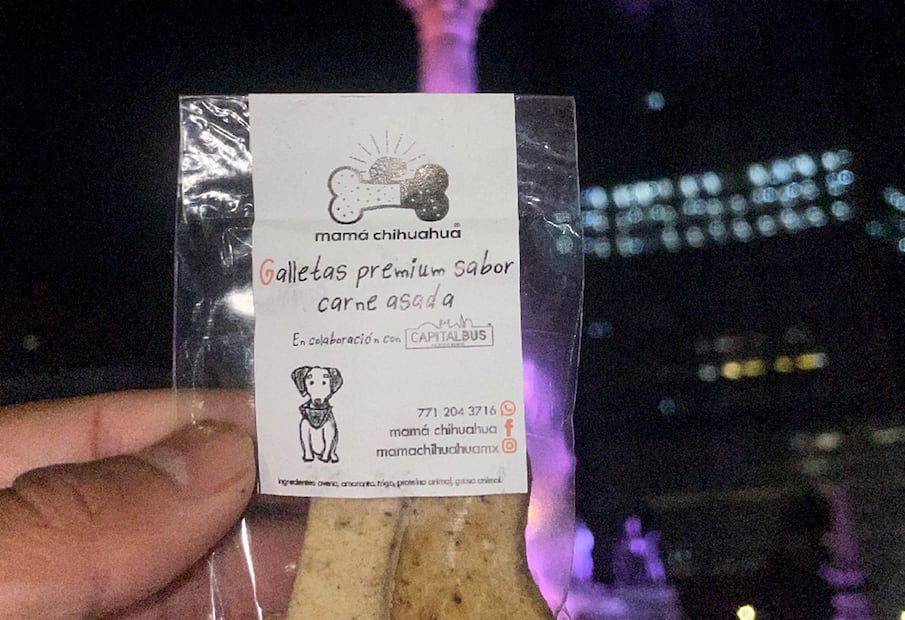 mamá chihuahua®
Galletas premium sabor
carne asada
En colaboración con CAPITALBUS
771 204 3716
mamá chihuahua
mamachihuahuamx
ingredientes avena, amaranto, trigo, proteína animal, grasa animal.